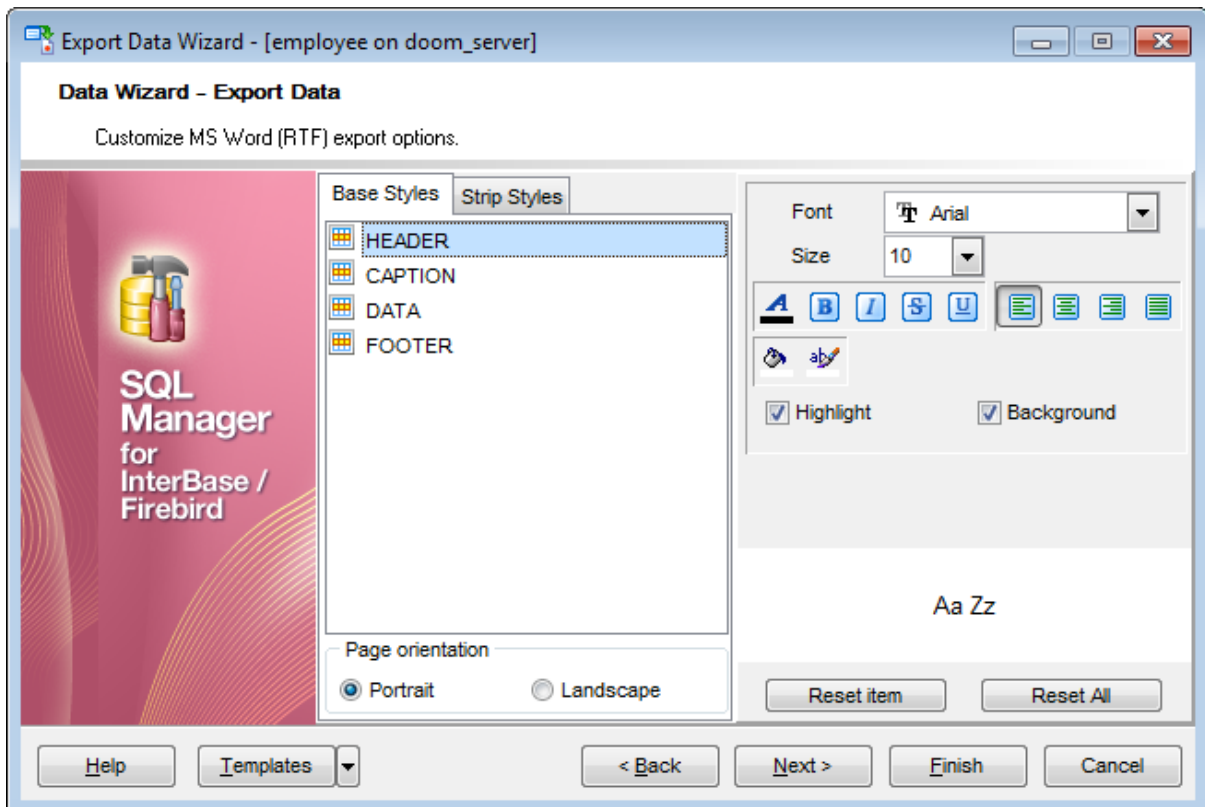 Export Data Wizard - [employee on doom_server]
Data Wizard - Export Data
Customize MS Word (RTF) export options.
SQL
Manager
for
InterBase /
Firebird
Base Styles
Strip Styles
HEADER
CAPTION
DATA
FOOTER
Page orientation
Portrait
Landscape
Font
Arial
Size
10
A
B
I
S
U
ab
Highlight
Background
Aa Zz
Reset item
Reset All
Help
Templates
< Back
Next >
Finish
Cancel